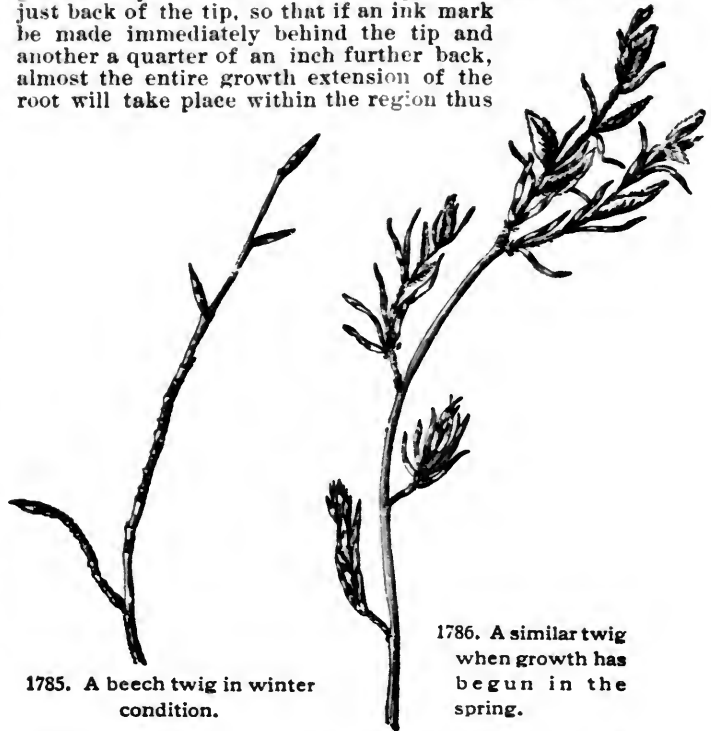 just back of the tip, so that if an ink mark
be made immediately behind the tip and
another a quarter of an inch further back,
almost the entire growth extension of the
root will take place within the region thus
1785. A beech twig in winter
condition.
1786. A similar twig
when growth has
begun in the
spring.